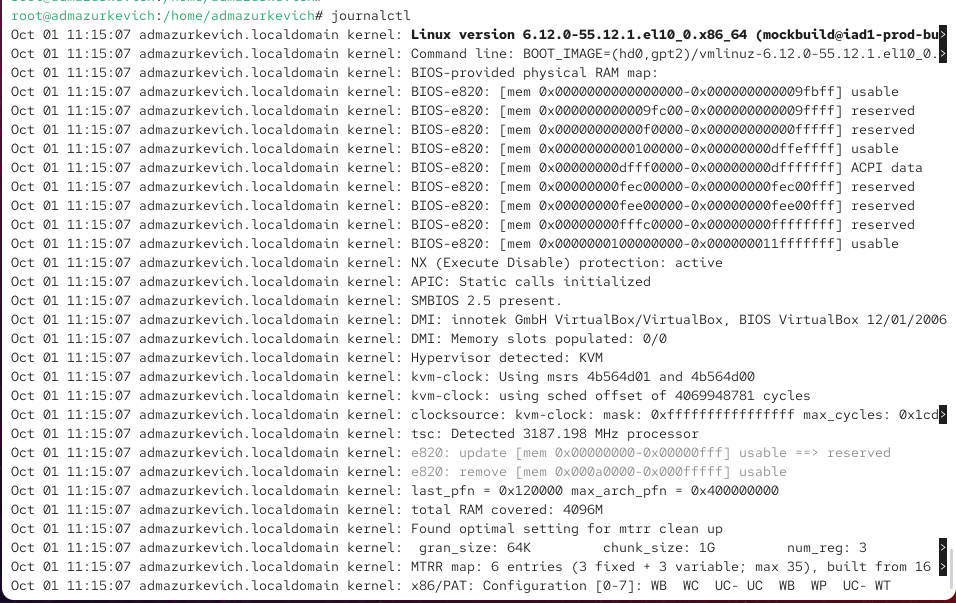 root@admazurkevich:/home/admazurkevich# journalctl
Oct 01 11:15:07 admazurkevich.localdomain kernel: Linux version 6.12.0-55.12.1.el10_0.x86_64 (mockbuild@iad1-prod-bu>
Oct 01 11:15:07 admazurkevich.localdomain kernel: Command line: BOOT_IMAGE=(hd0,gpt2)/vmlinuz-6.12.0-55.12.1.el10_0.>
Oct 01 11:15:07 admazurkevich.localdomain kernel: BIOS-provided physical RAM map:
Oct 01 11:15:07 admazurkevich.localdomain kernel: BIOS-e820: [mem 0x0000000000000000-0x000000000009fbff] usable
Oct 01 11:15:07 admazurkevich.localdomain kernel: BIOS-e820: [mem 0x000000000009fc00-0x000000000009ffff] reserved
Oct 01 11:15:07 admazurkevich.localdomain kernel: BIOS-e820: [mem 0x00000000000f0000-0x00000000000fffff] reserved
Oct 01 11:15:07 admazurkevich.localdomain kernel: BIOS-e820: [mem 0x0000000000100000-0x00000000dffeffff] usable
Oct 01 11:15:07 admazurkevich.localdomain kernel: BIOS-e820: [mem 0x00000000dfff0000-0x00000000dfffffff] ACPI data
Oct 01 11:15:07 admazurkevich.localdomain kernel: BIOS-e820: [mem 0x00000000fec00000-0x00000000fec00fff] reserved
Oct 01 11:15:07 admazurkevich.localdomain kernel: BIOS-e820: [mem 0x00000000fee00000-0x00000000fee00fff] reserved
Oct 01 11:15:07 admazurkevich.localdomain kernel: BIOS-e820: [mem 0x00000000fffc0000-0x00000000ffffffff] reserved
Oct 01 11:15:07 admazurkevich.localdomain kernel: BIOS-e820: [mem 0x0000000100000000-0x000000011fffffff] usable
Oct 01 11:15:07 admazurkevich.localdomain kernel: NX (Execute Disable) protection: active
Oct 01 11:15:07 admazurkevich.localdomain kernel: APIC: Static calls initialized
Oct 01 11:15:07 admazurkevich.localdomain kernel: SMBIOS 2.5 present.
Oct 01 11:15:07 admazurkevich.localdomain kernel: DMI: innotek GmbH VirtualBox/VirtualBox, BIOS VirtualBox 12/01/2006
Oct 01 11:15:07 admazurkevich.localdomain kernel: DMI: Memory slots populated: 0/0
Oct 01 11:15:07 admazurkevich.localdomain kernel: Hypervisor detected: KVM
Oct 01 11:15:07 admazurkevich.localdomain kernel: kvm-clock: Using msrs 4b564d01 and 4b564d00
Oct 01 11:15:07 admazurkevich.localdomain kernel: kvm-clock: using sched offset of 4069948781 cycles
Oct 01 11:15:07 admazurkevich.localdomain kernel: clocksource: kvm-clock: mask: 0xffffffffffffffff max_cycles: 0x1cd>
Oct 01 11:15:07 admazurkevich.localdomain kernel: tsc: Detected 3187.198 MHz processor
Oct 01 11:15:07 admazurkevich.localdomain kernel: e820: update [mem 0x00000000-0x00000fff] usable ==> reserved
Oct 01 11:15:07 admazurkevich.localdomain kernel: e820: remove [mem 0x000a0000-0x000fffff] usable
Oct 01 11:15:07 admazurkevich.localdomain kernel: last_pfn = 0x120000 max_arch_pfn = 0x400000000
Oct 01 11:15:07 admazurkevich.localdomain kernel: total RAM covered: 4096M
Oct 01 11:15:07 admazurkevich.localdomain kernel: Found optimal setting for mtrr clean up
Oct 01 11:15:07 admazurkevich.localdomain kernel:  gran_size: 64K         chunk_size: 1G         num_reg: 3         >
Oct 01 11:15:07 admazurkevich.localdomain kernel: MTRR map: 6 entries (3 fixed + 3 variable; max 35), built from 16 >
Oct 01 11:15:07 admazurkevich.localdomain kernel: x86/PAT: Configuration [0-7]: WB  WC  UC- UC  WB  WP  UC- WT